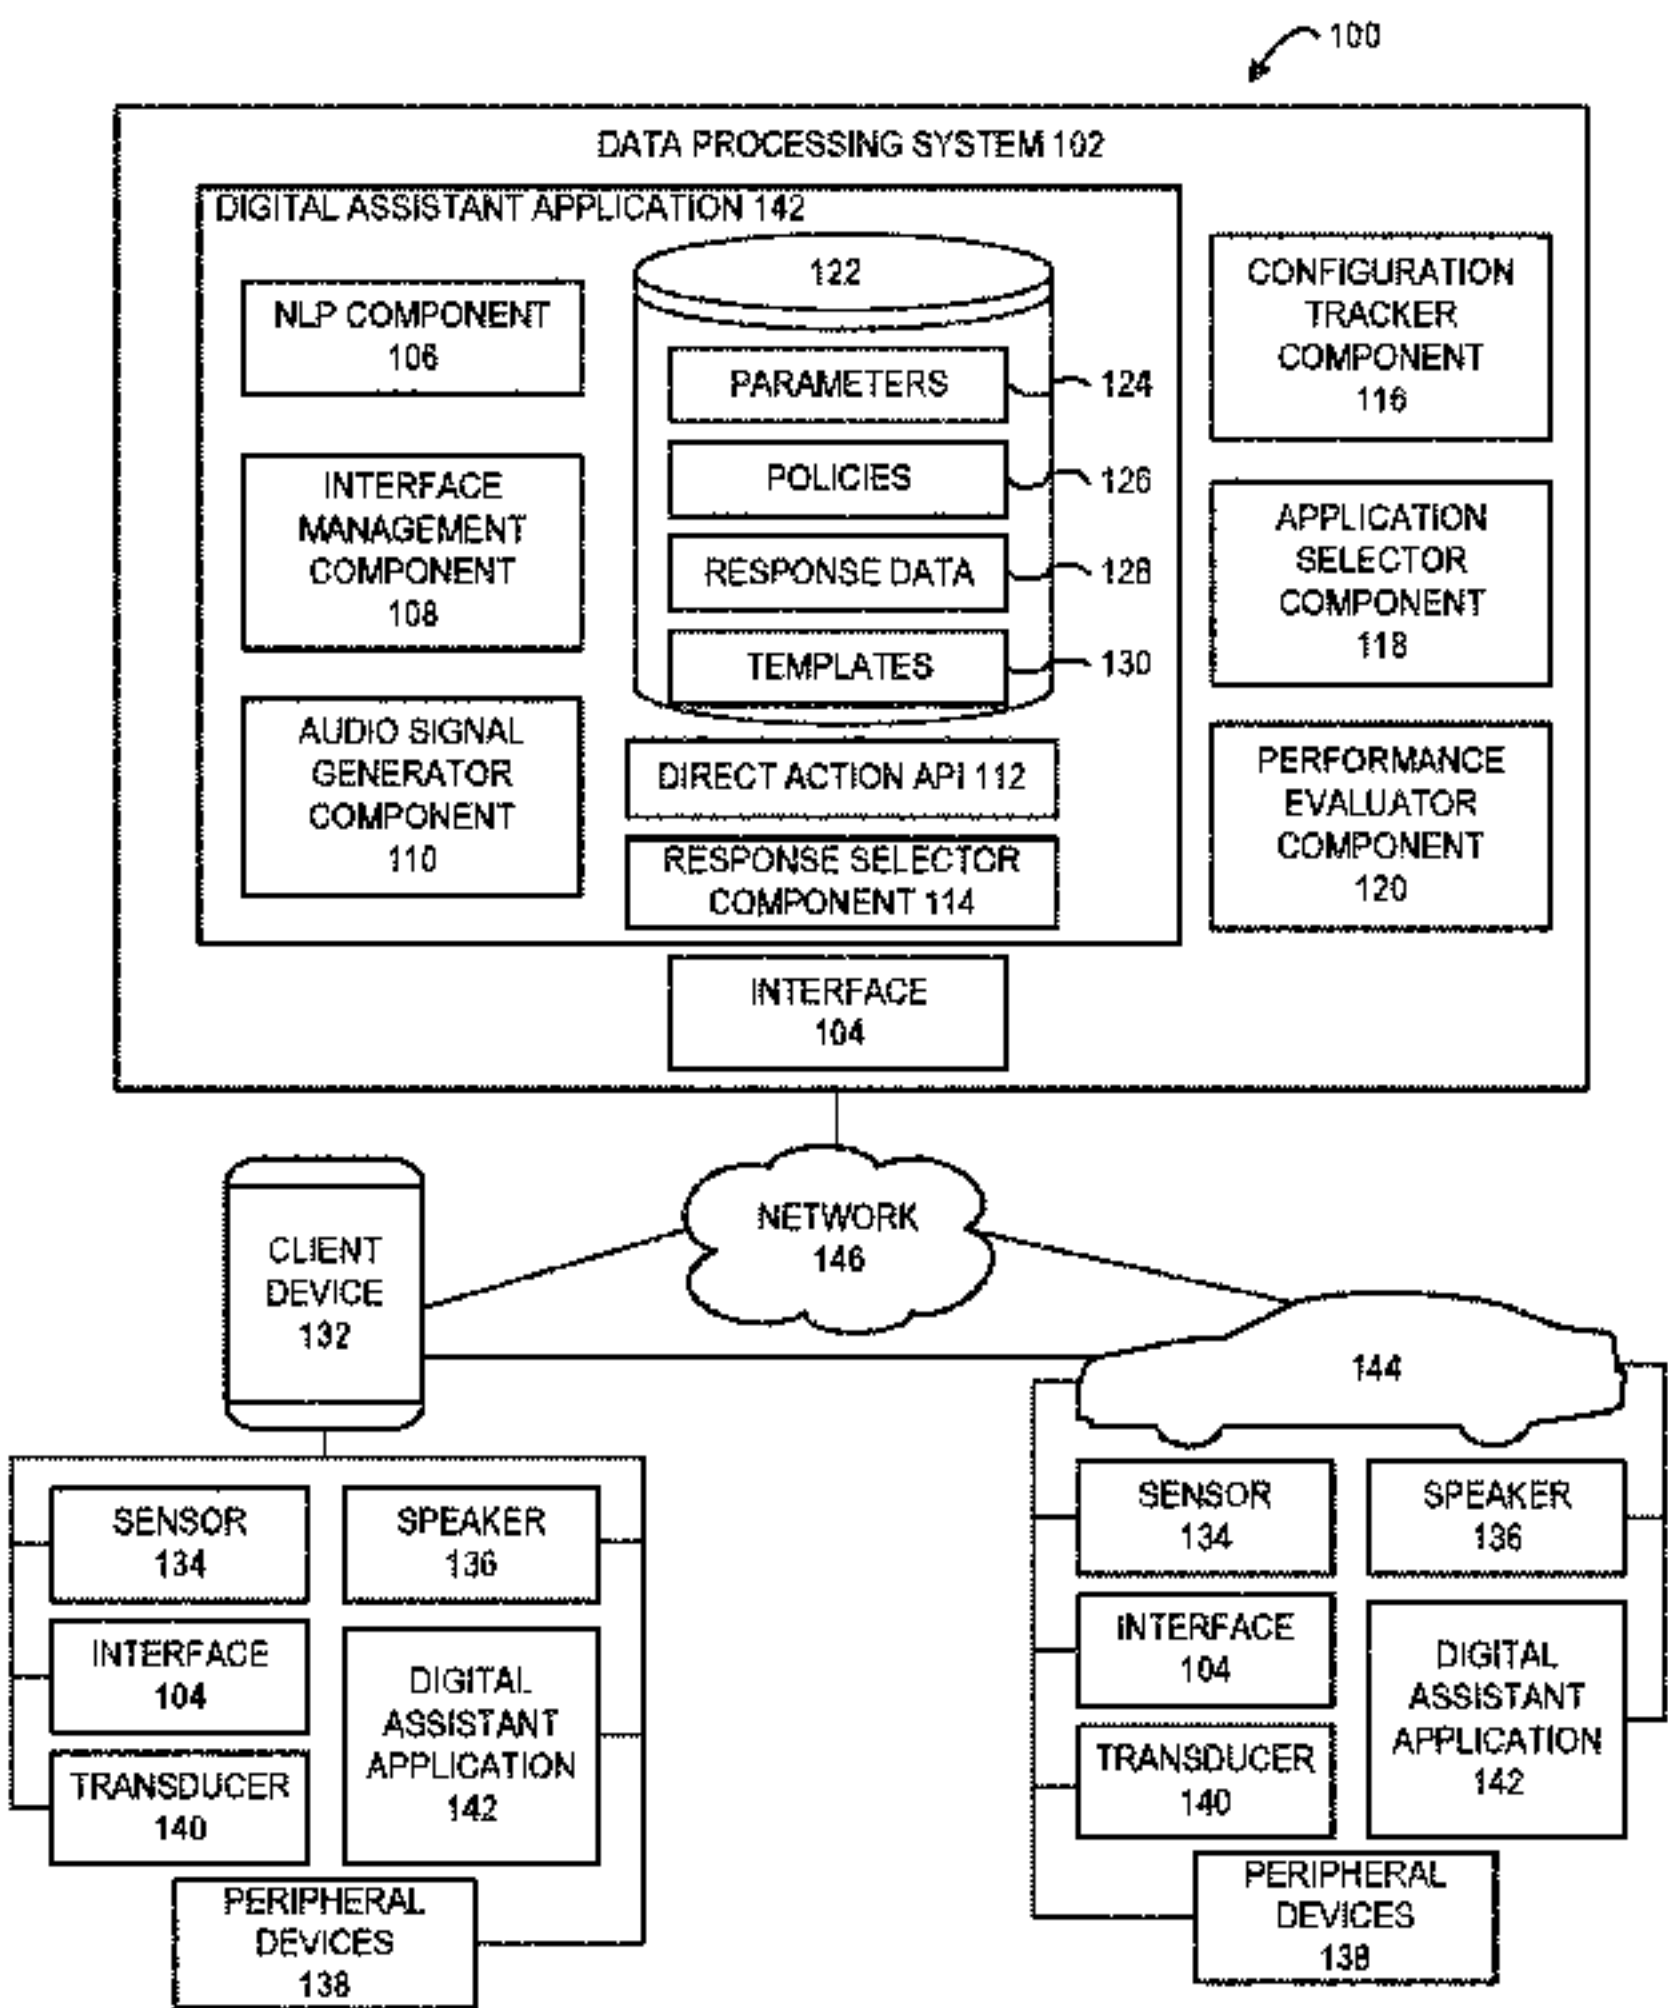 100
DATA PROCESSING SYSTEM 102
DIGITAL ASSISTANT APPLICATION 142
NLP COMPONENT
106
INTERFACE
MANAGEMENT
COMPONENT
108
AUDIO SIGNAL
GENERATOR
COMPONENT
110
122
PARAMETERS
124
POLICIES
126
RESPONSE DATA
128
TEMPLATES
130
DIRECT ACTION API 112
RESPONSE SELECTOR
COMPONENT 114
CONFIGURATION
TRACKER
COMPONENT
116
APPLICATION
SELECTOR
COMPONENT
118
PERFORMANCE
EVALUATOR
COMPONENT
120
INTERFACE
104
NETWORK
146
CLIENT
DEVICE
132
144
SENSOR
134
SPEAKER
136
INTERFACE
104
DIGITAL
ASSISTANT
APPLICATION
142
TRANSDUCER
140
PERIPHERAL
DEVICES
138
SENSOR
134
SPEAKER
136
INTERFACE
104
DIGITAL
ASSISTANT
APPLICATION
142
TRANSDUCER
140
PERIPHERAL
DEVICES
138